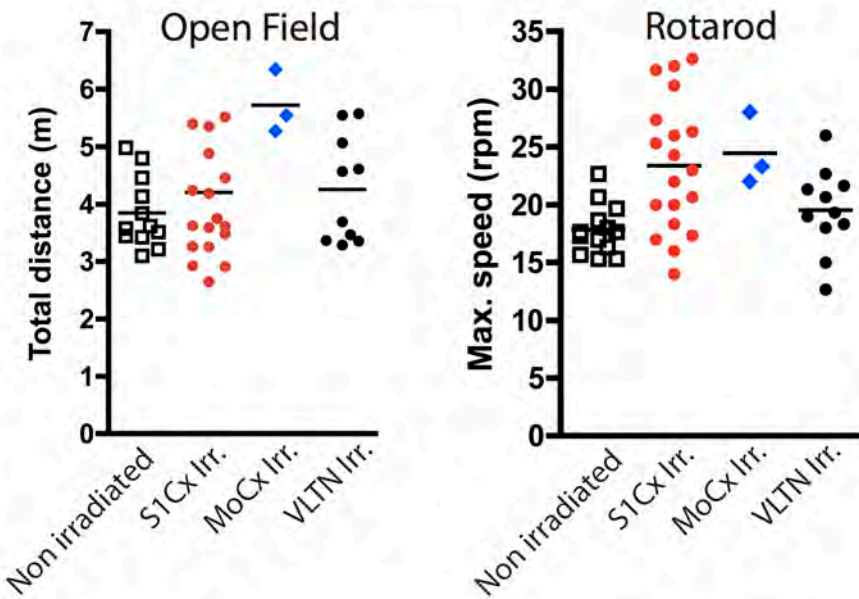 Open Field
Total distance (m)
7
6
5
4
3
2
1
0
Non irradiated
S1Cx Irr.
MoCx Irr.
VLTN Irr.
Rotarod
Max. speed (rpm)
35
30
25
20
15
10
5
0
Non irradiated
S1Cx Irr.
MoCx Irr.
VLTN Irr.